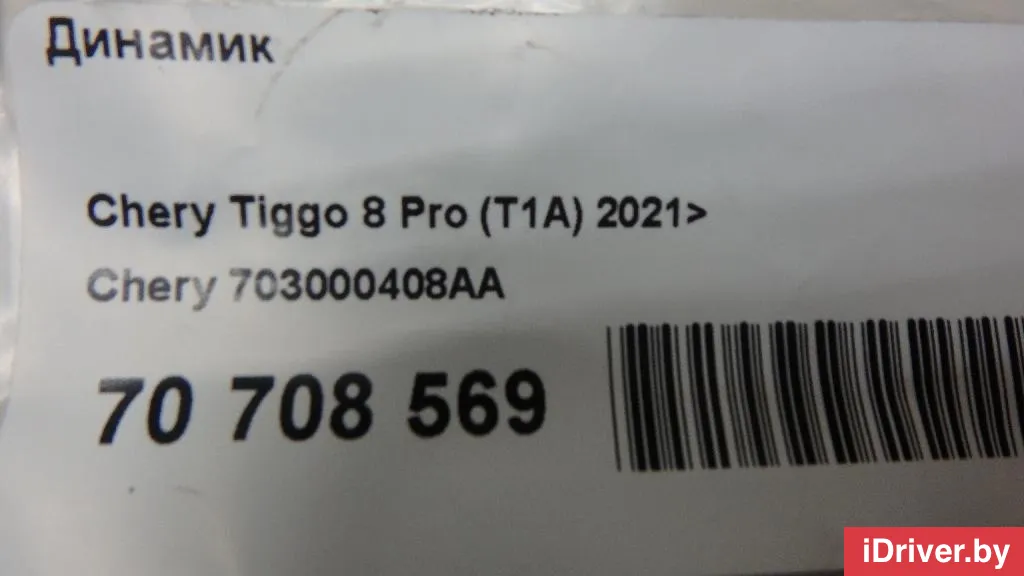 Динамик
Chery Tiggo 8 Pro (T1A) 2021>
Chery 703000408AA
70 708 569
iDriver.by